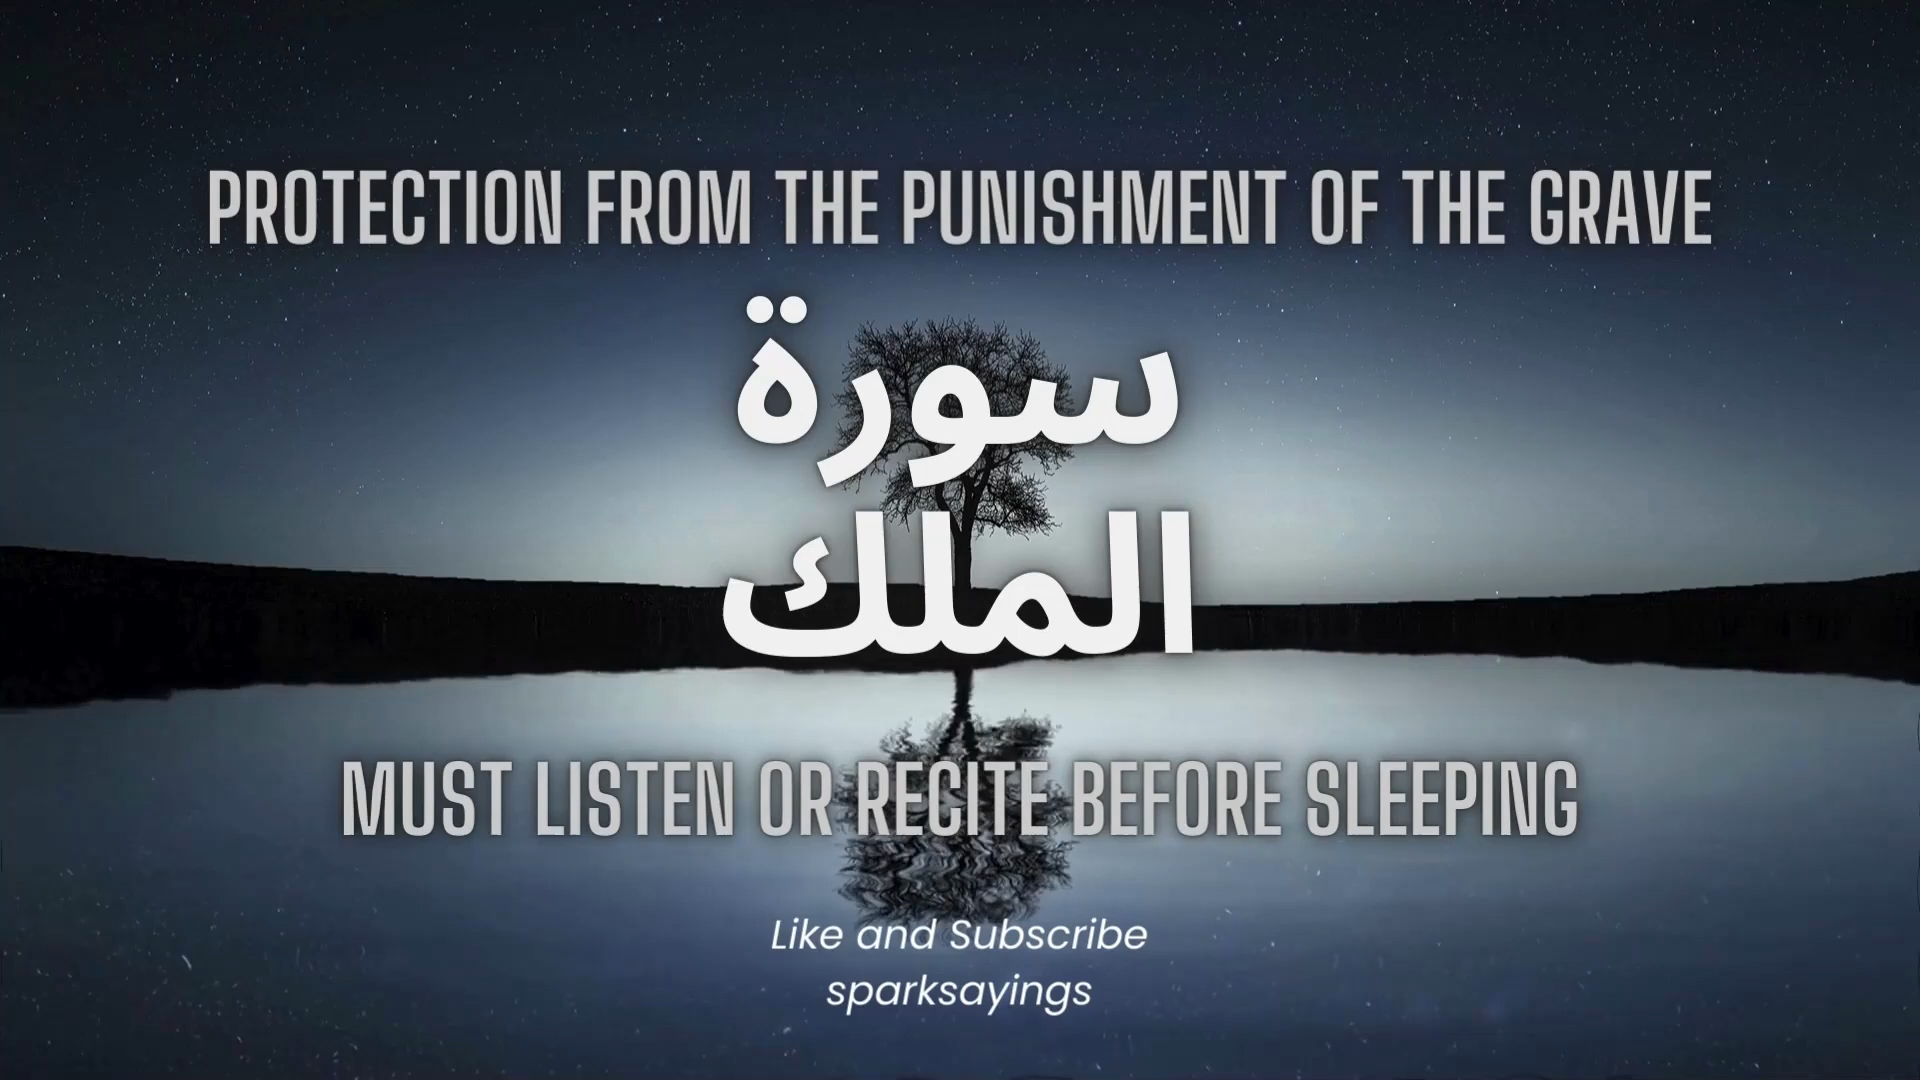 PROTECTION FROM THE PUNISHMENT OF THE GRAVE
سورة
الملك
MUST LISTEN OR RECITE BEFORE SLEEPING
Like and Subscribe
sparksayings